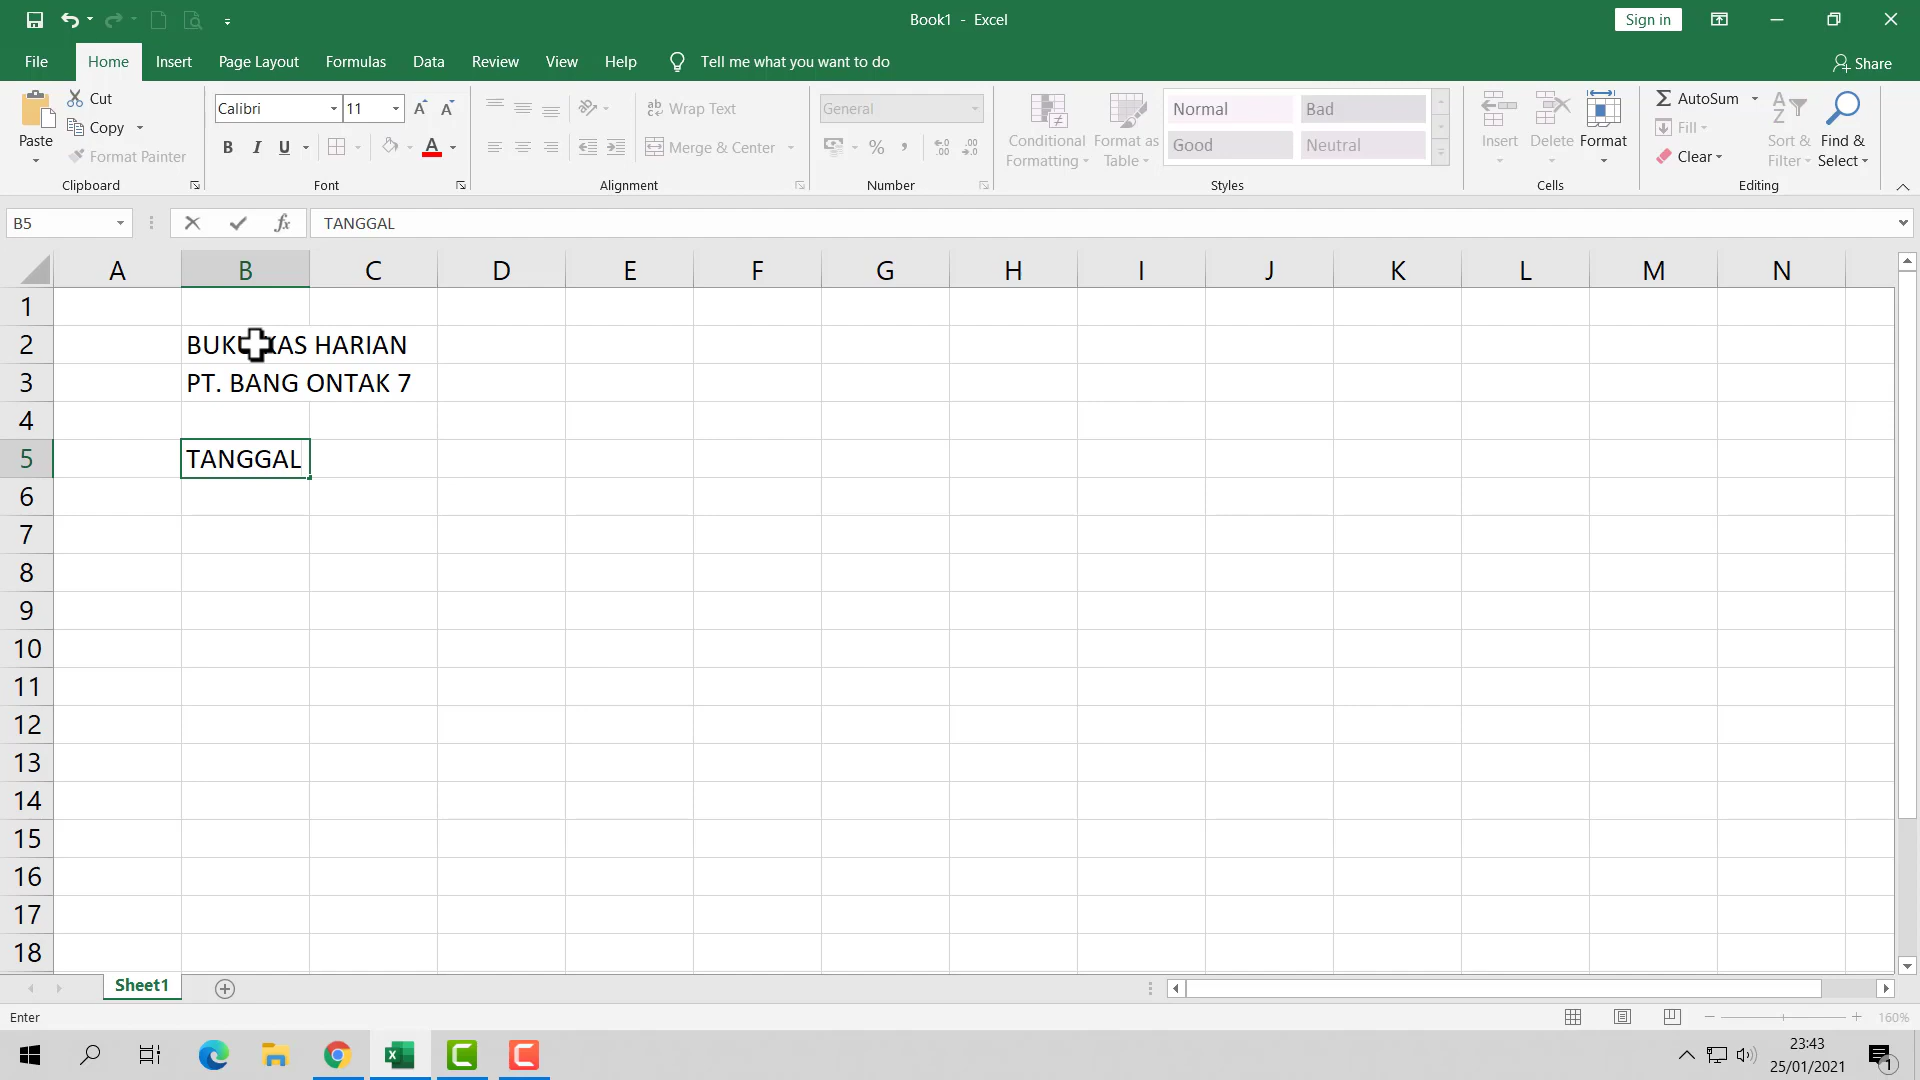 Book1 - Excel
Sign in
File
Home
Insert
Page Layout
Formulas
Data
Review
View
Help
Tell me what you want to do
Share
Paste
Cut
Copy
Format Painter
Clipboard
Calibri
11
B I U
A
Font
Wrap Text
Merge & Center
Alignment
General
%
Number
Conditional Formatting
Format as Table
Normal
Bad
Good
Neutral
Styles
Insert
Delete
Format
Cells
AutoSum
Fill
Clear
Sort & Filter
Find & Select
Editing
B5
fx
TANGGAL
A B C D E F G H I J K L M N
1
2 BUKU KAS HARIAN
3 PT. BANG ONTAK 7
4
5 TANGGAL
6
7
8
9
10
11
12
13
14
15
16
17
18
Sheet1
Enter
160%
23:43
25/01/2021
1